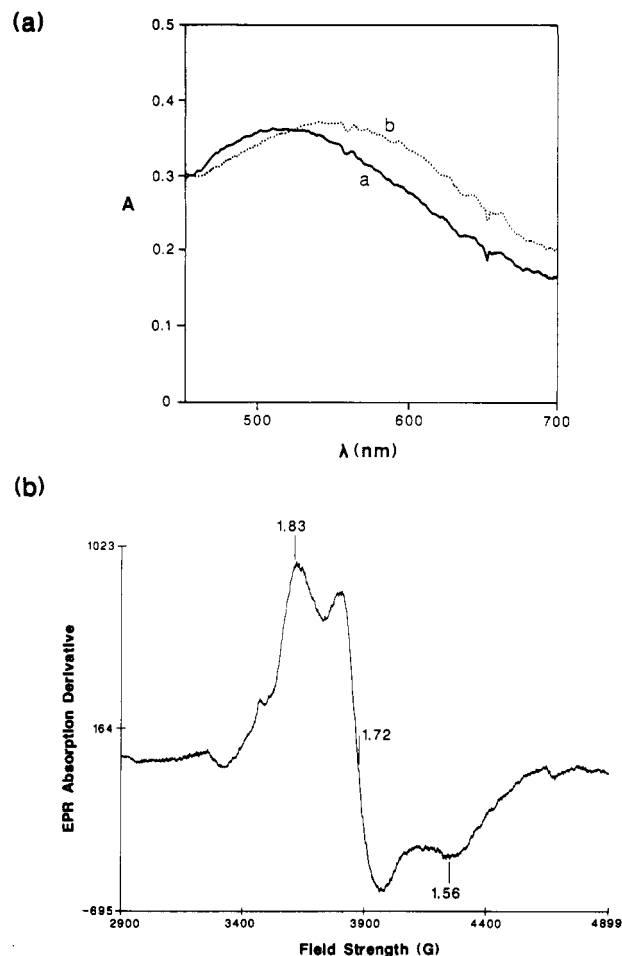 (a)
0.5
0.4
0.3
0.2
0.1
0
A
b
a
500
600
700
λ (nm)
(b)
1.83
1.72
1.56
1023
164
-695
EPR Absorption Derivative
2900
3400
3900
4400
4899
Field Strength (G)